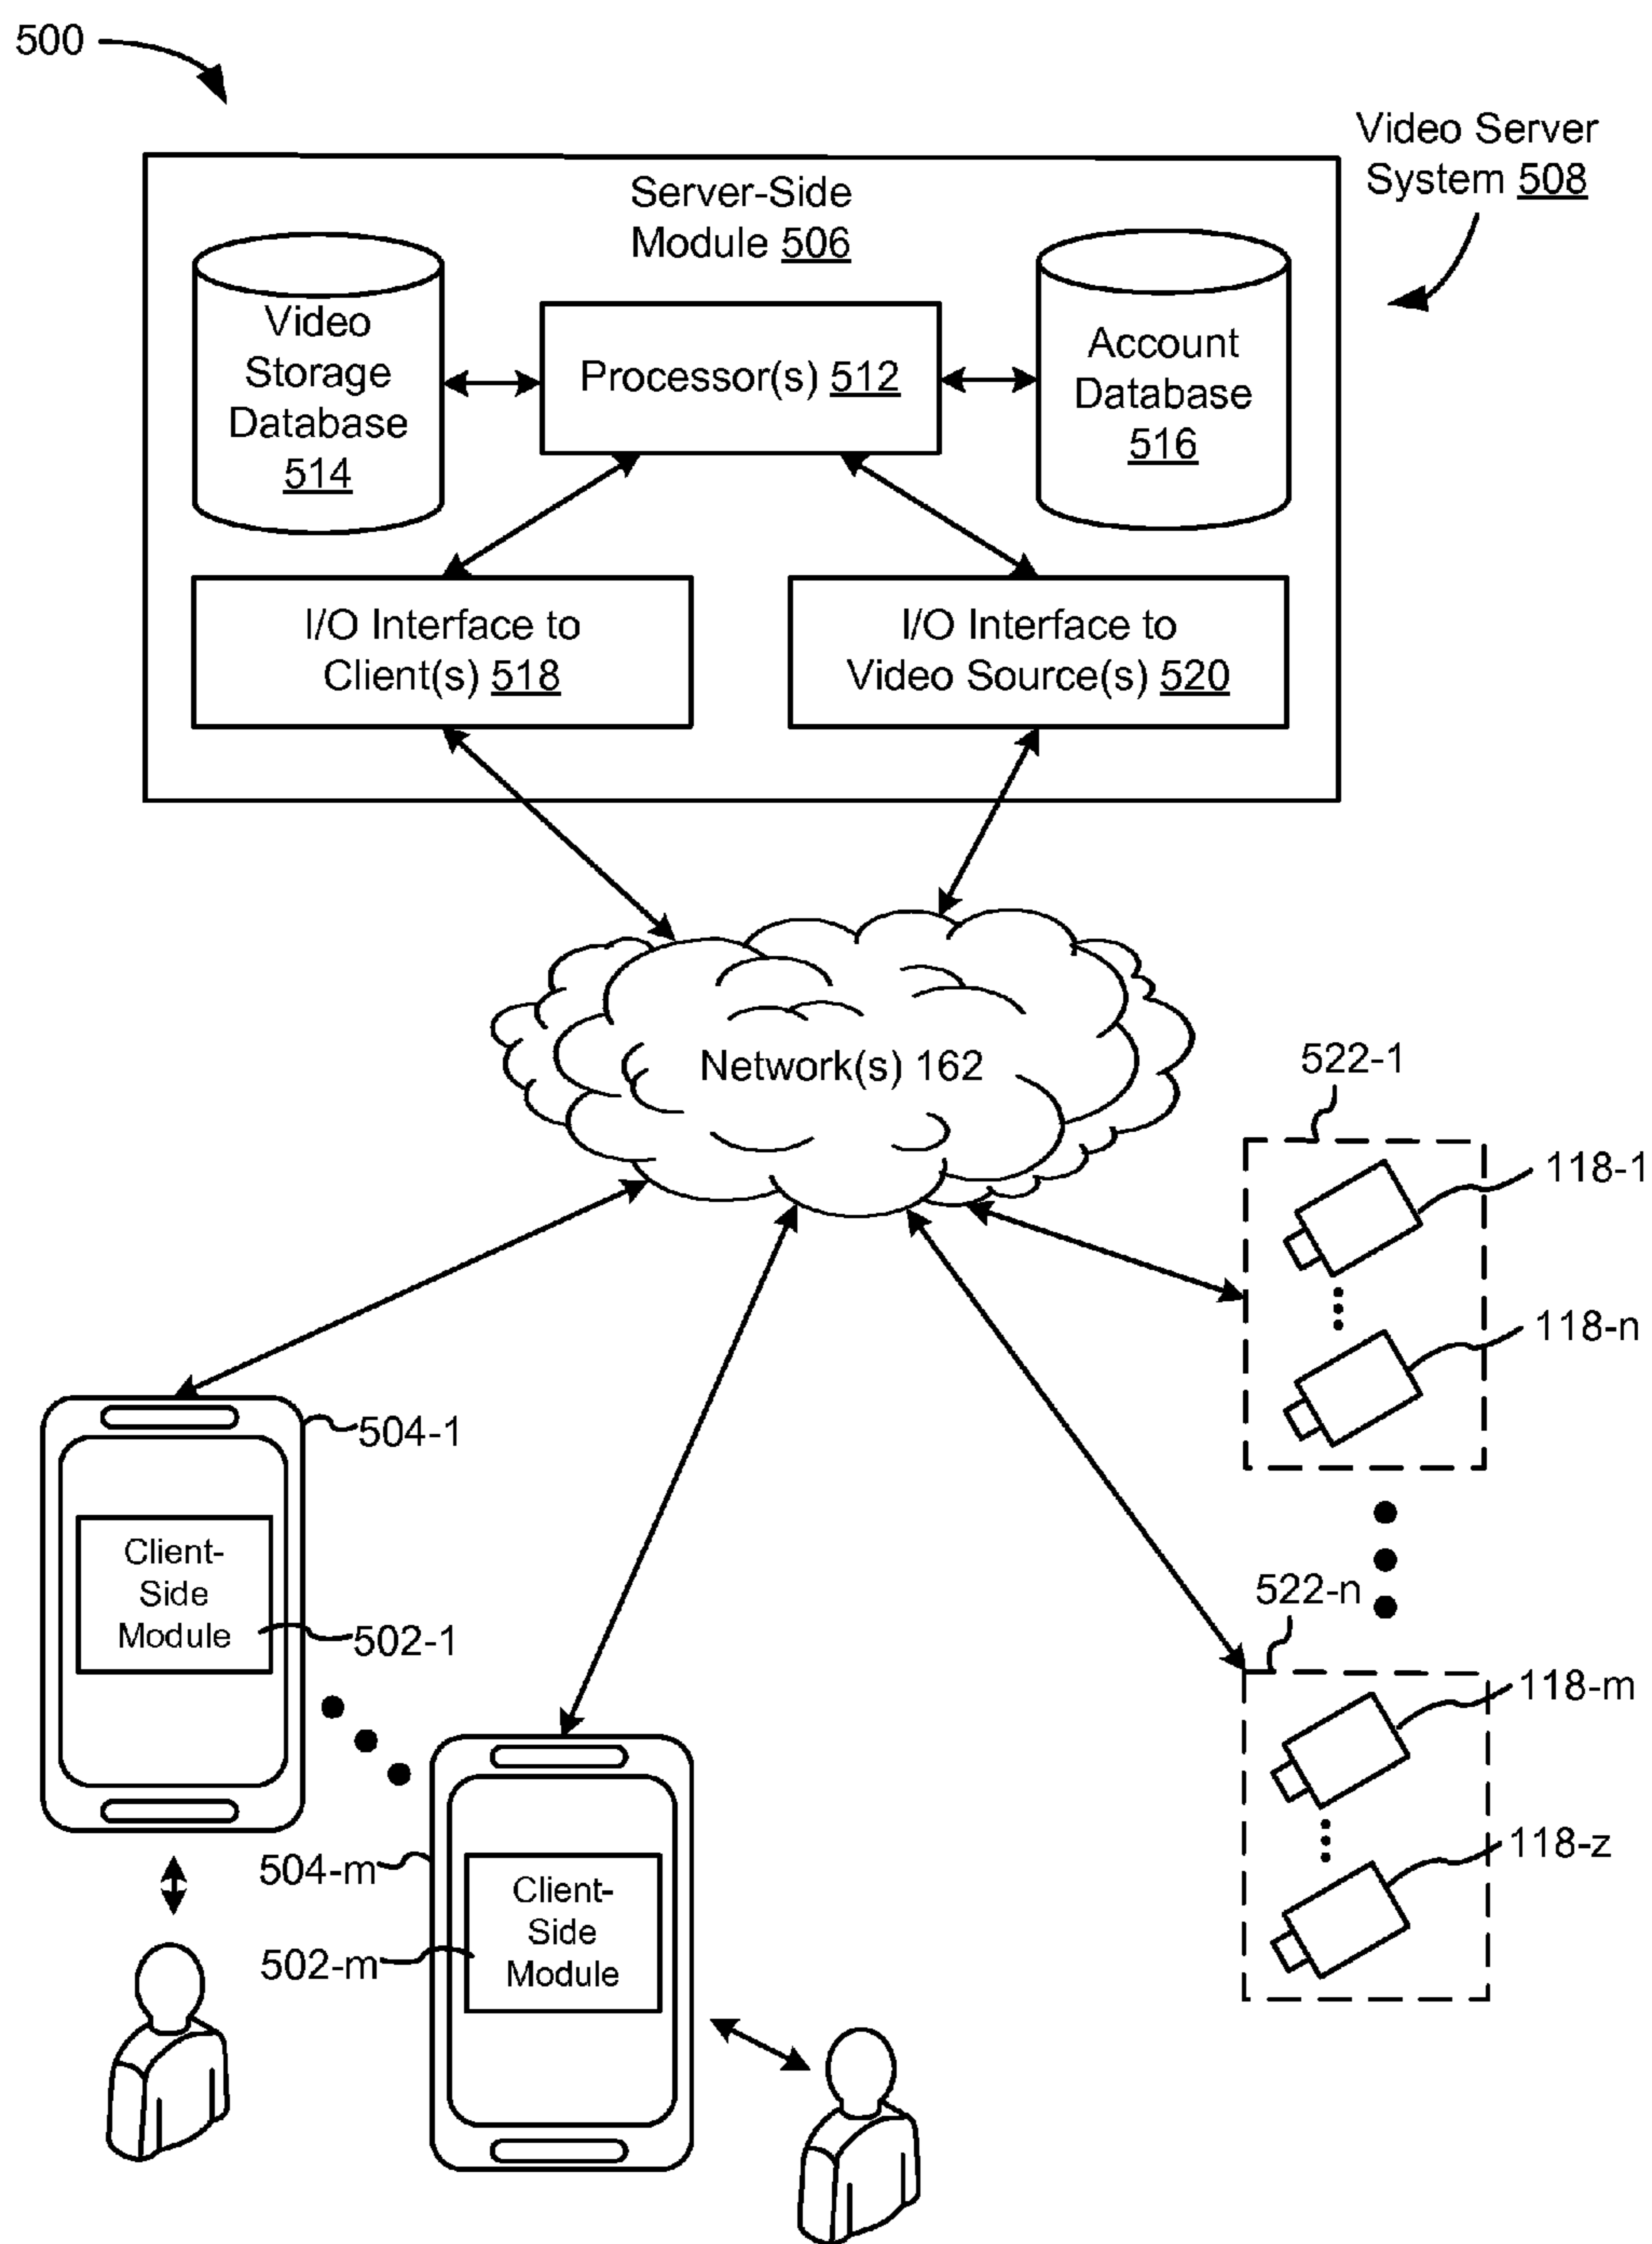 500
Video Server
System 508
Server-Side
Module 506
Video
Storage
Database
514
Processor(s) 512
Account
Database
516
I/O Interface to
Client(s) 518
I/O Interface to
Video Source(s) 520
Network(s) 162
522-1
118-1
118-n
504-1
Client-
Side
Module
502-1
522-n
118-m
118-z
504-m
Client-
Side
Module
502-m